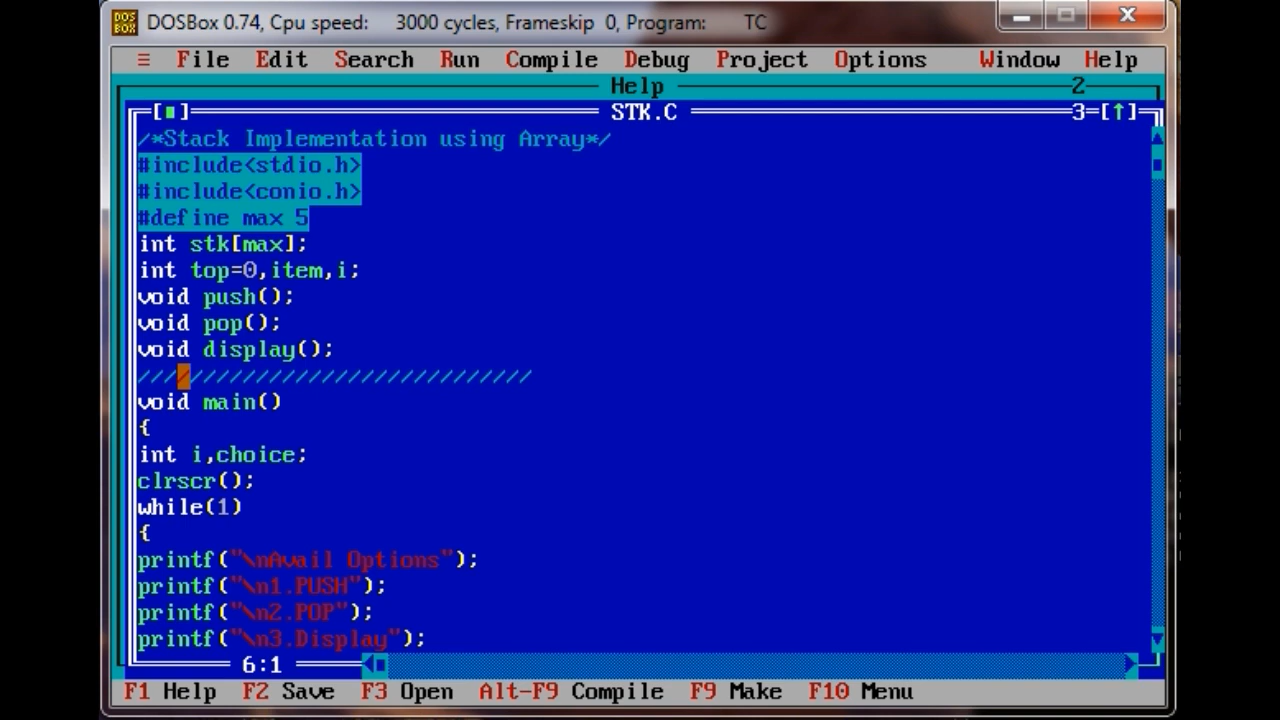 DOSBox 0.74, Cpu speed: 3000 cycles, Frameskip 0, Program: TC
≡ File Edit Search Run Compile Debug Project Options Window Help
Help 2
[■] STK.C 3=[↑]
/*Stack Implementation using Array*/
#include<stdio.h>
#include<conio.h>
#define max 5
int stk[max];
int top=0,item,i;
void push();
void pop();
void display();
//////////////////////////////
void main()
{
int i,choice;
clrscr();
while(1)
{
printf("\nAvail Options");
printf("\n1.PUSH");
printf("\n2.POP");
printf("\n3.Display");
6:1
F1 Help F2 Save F3 Open Alt-F9 Compile F9 Make F10 Menu